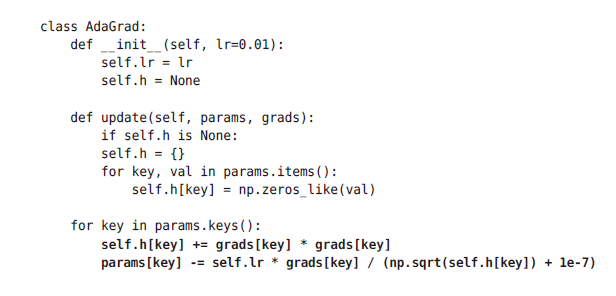 class AdaGrad:
    def __init__(self, lr=0.01):
        self.lr = lr
        self.h = None

    def update(self, params, grads):
        if self.h is None:
        self.h = {}
        for key, val in params.items():
            self.h[key] = np.zeros_like(val)

    for key in params.keys():
        self.h[key] += grads[key] * grads[key]
        params[key] -= self.lr * grads[key] / (np.sqrt(self.h[key]) + 1e-7)